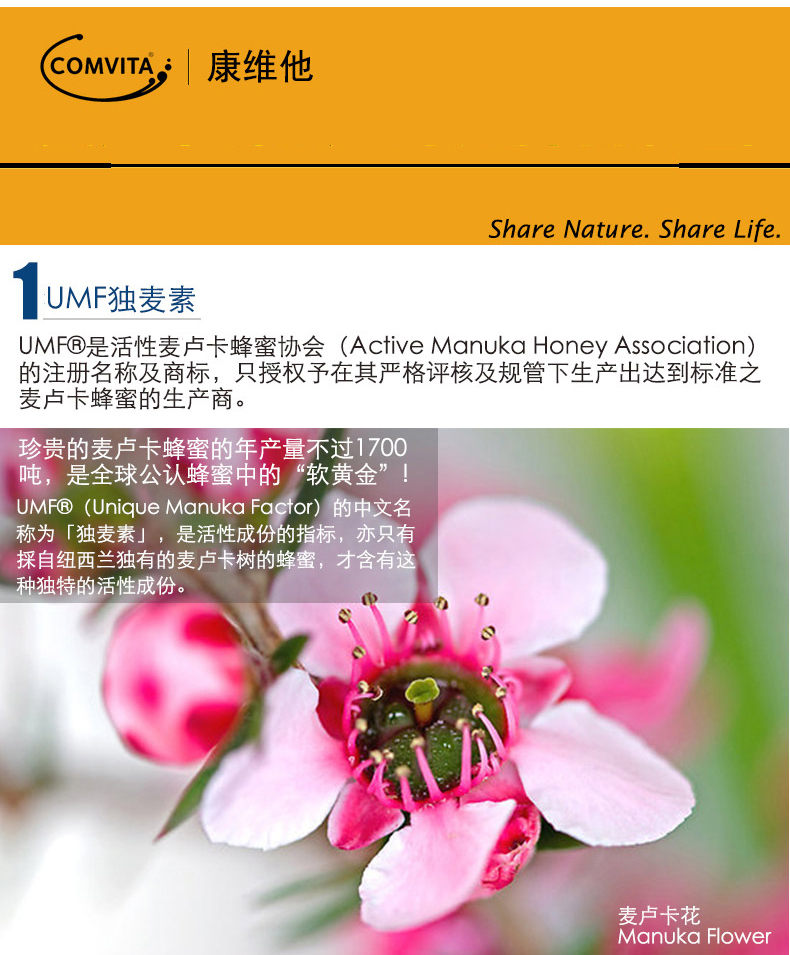 COMVITA® 康维他
Share Nature. Share Life.
1 UMF独麦素
UMF®是活性麦卢卡蜂蜜协会（Active Manuka Honey Association）
的注册名称及商标，只授权予在其严格评核及规管下生产出达到标准之
麦卢卡蜂蜜的生产商。
珍贵的麦卢卡蜂蜜的年产量不过1700
吨，是全球公认蜂蜜中的“软黄金”！
UMF®（Unique Manuka Factor）的中文名
称为「独麦素」，是活性成份的指标，亦只有
採自纽西兰独有的麦卢卡树的蜂蜜，才含有这
种独特的活性成份。
麦卢卡花
Manuka Flower